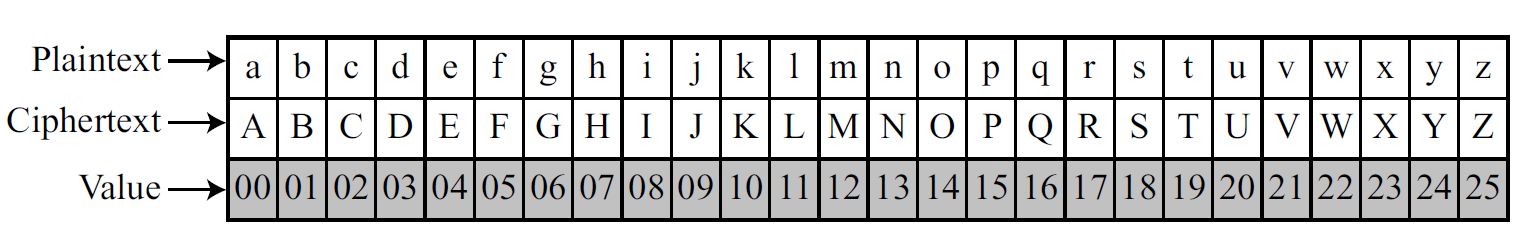 Plaintext a b c d e f g h i j k l m n o p q r s t u v w x y z
Ciphertext A B C D E F G H I J K L M N O P Q R S T U V W X Y Z
Value 00 01 02 03 04 05 06 07 08 09 10 11 12 13 14 15 16 17 18 19 20 21 22 23 24 25